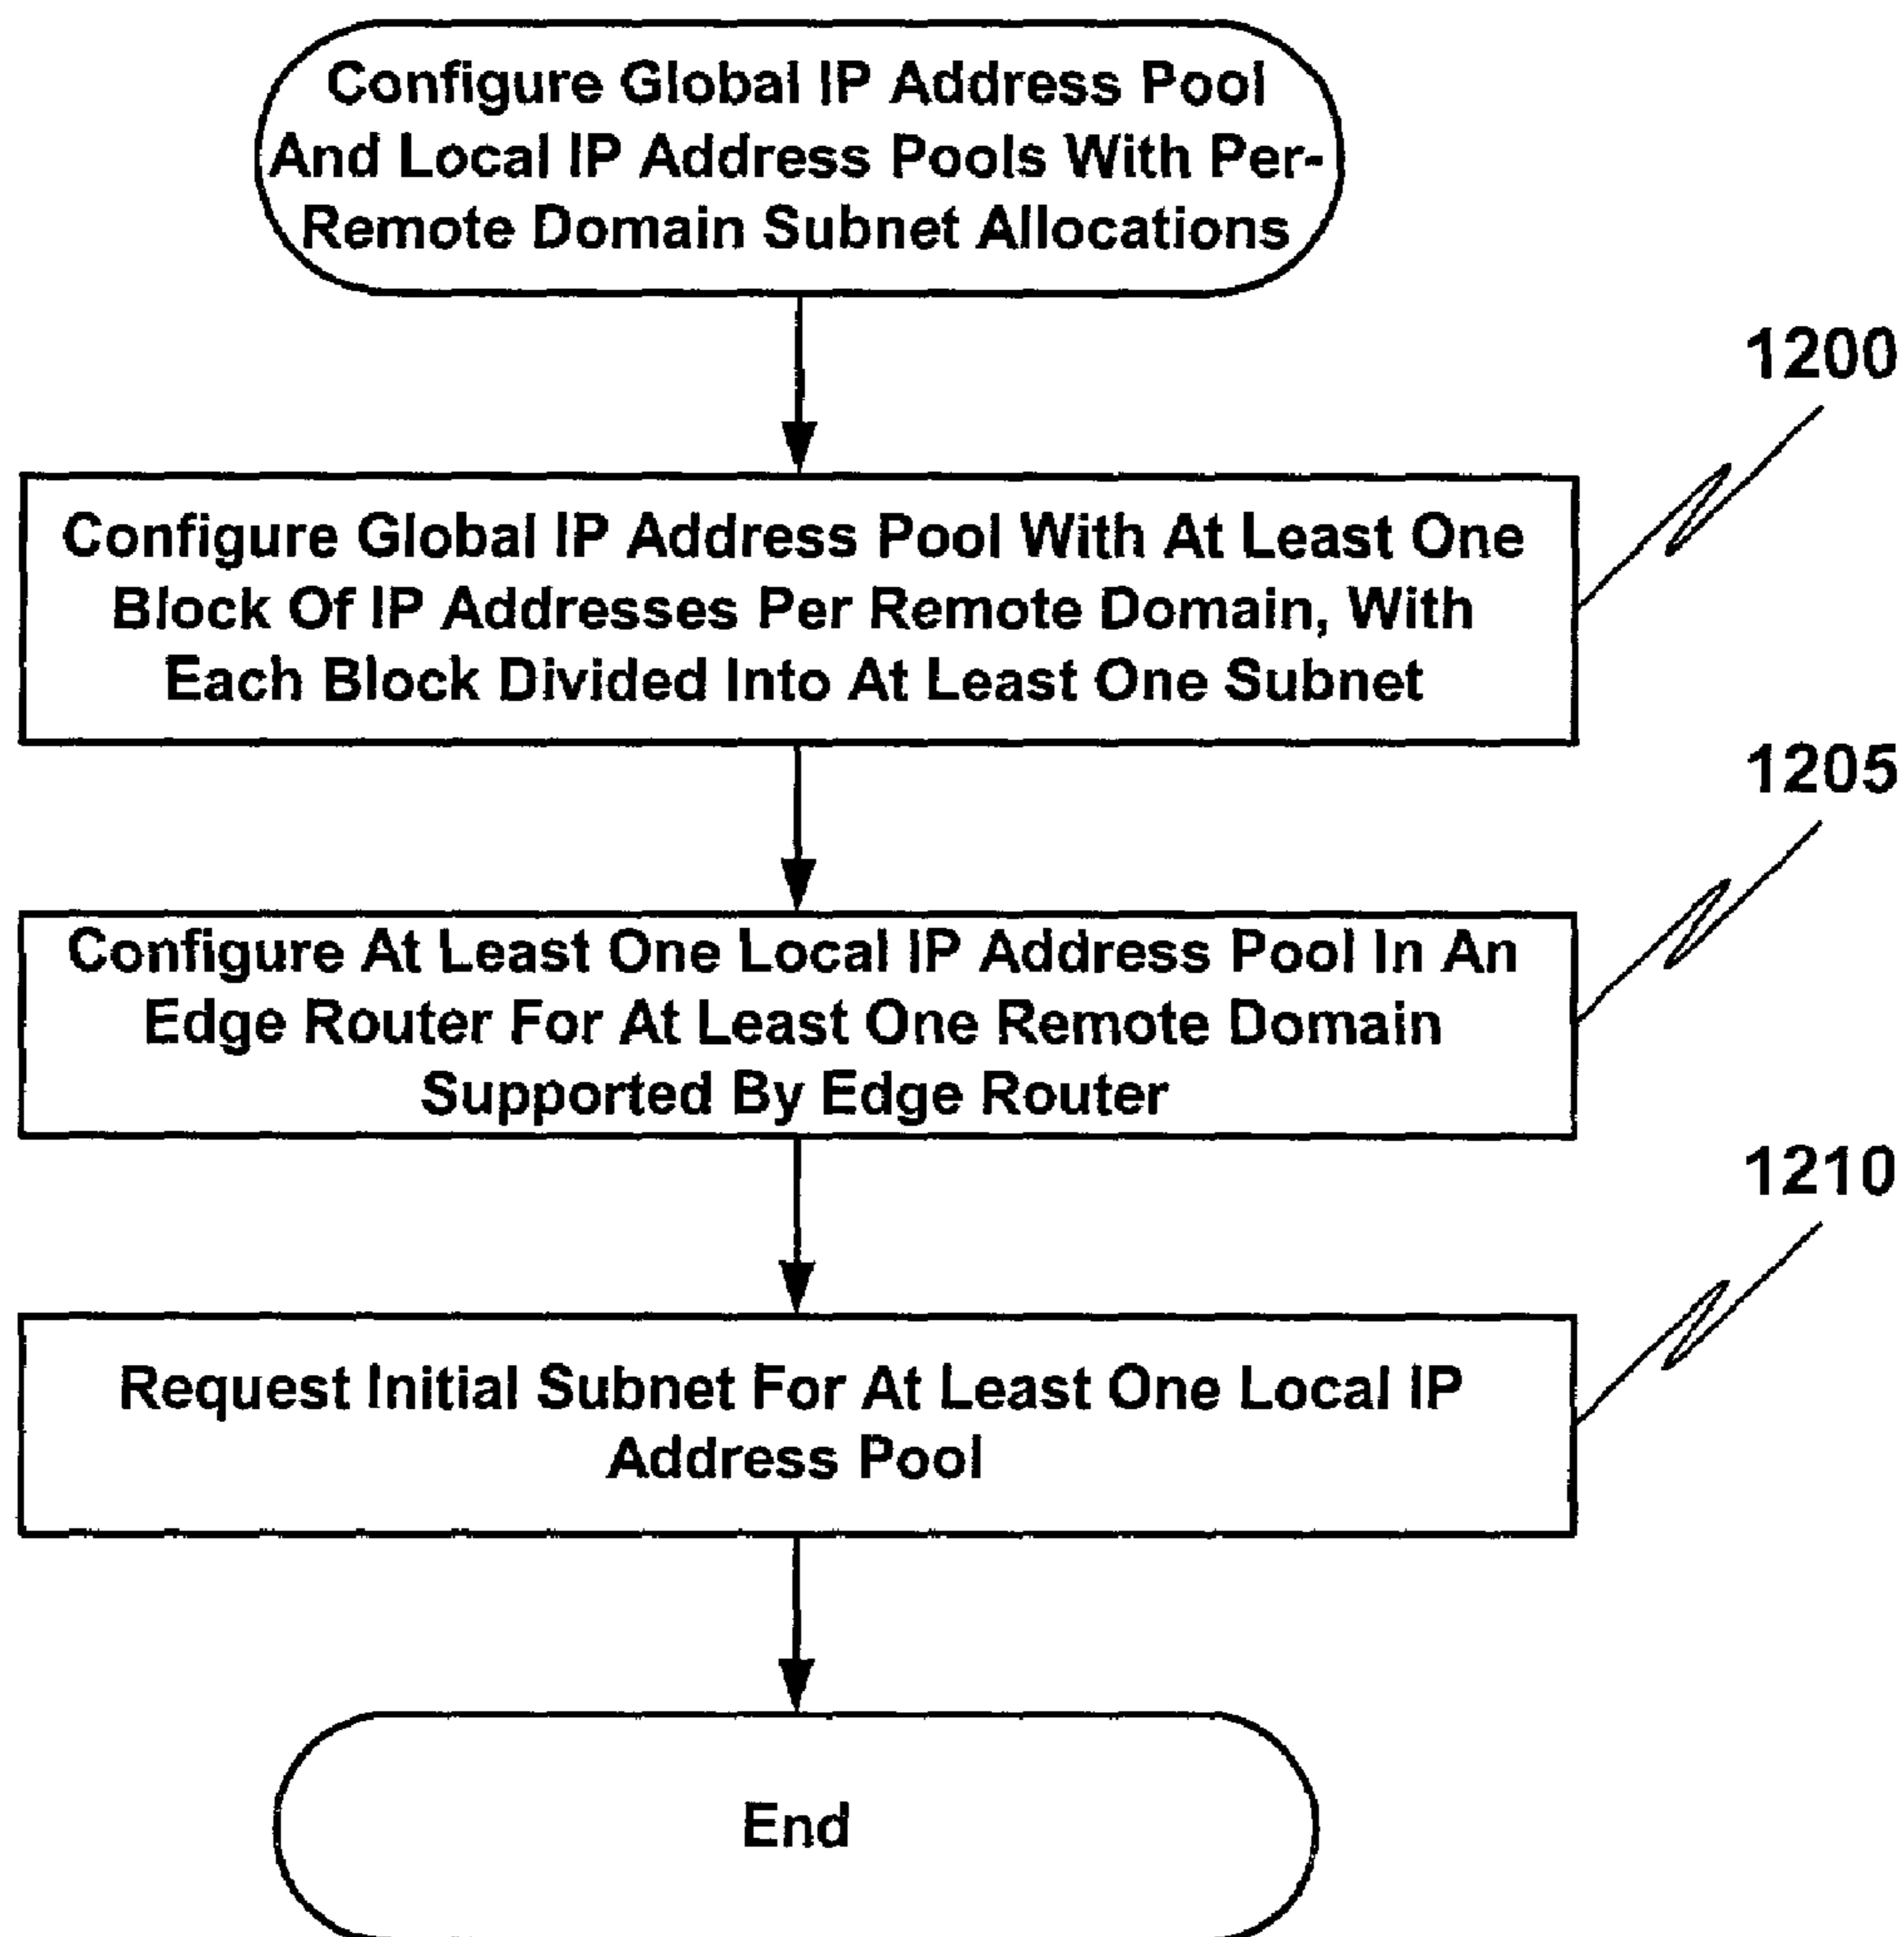 Configure Global IP Address Pool
And Local IP Address Pools With Per-
Remote Domain Subnet Allocations
1200
Configure Global IP Address Pool With At Least One
Block Of IP Addresses Per Remote Domain, With
Each Block Divided Into At Least One Subnet
1205
Configure At Least One Local IP Address Pool In An
Edge Router For At Least One Remote Domain
Supported By Edge Router
1210
Request Initial Subnet For At Least One Local IP
Address Pool
End